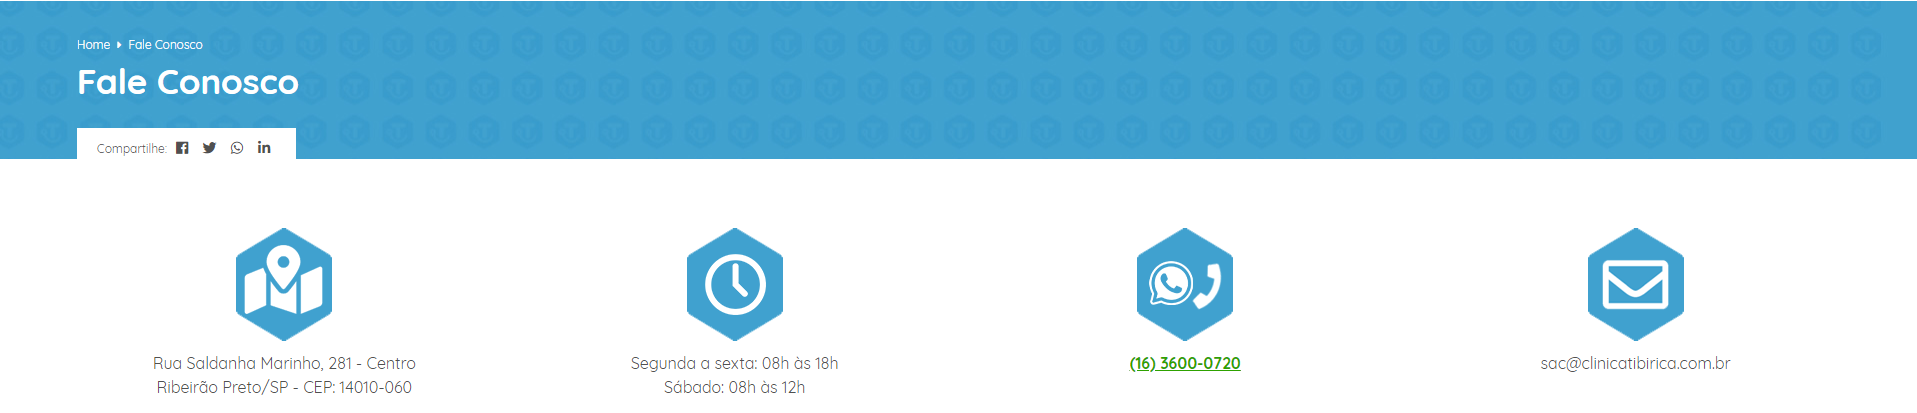 Home Fale Conosco
Fale Conosco
Compartilhe:
Rua Saldanha Marinho, 281 - Centro
Ribeirão Preto/SP - CEP: 14010-060
Segunda a sexta: 08h às 18h
Sábado: 08h às 12h
(16) 3600-0720
sac@clinicatibirica.com.br